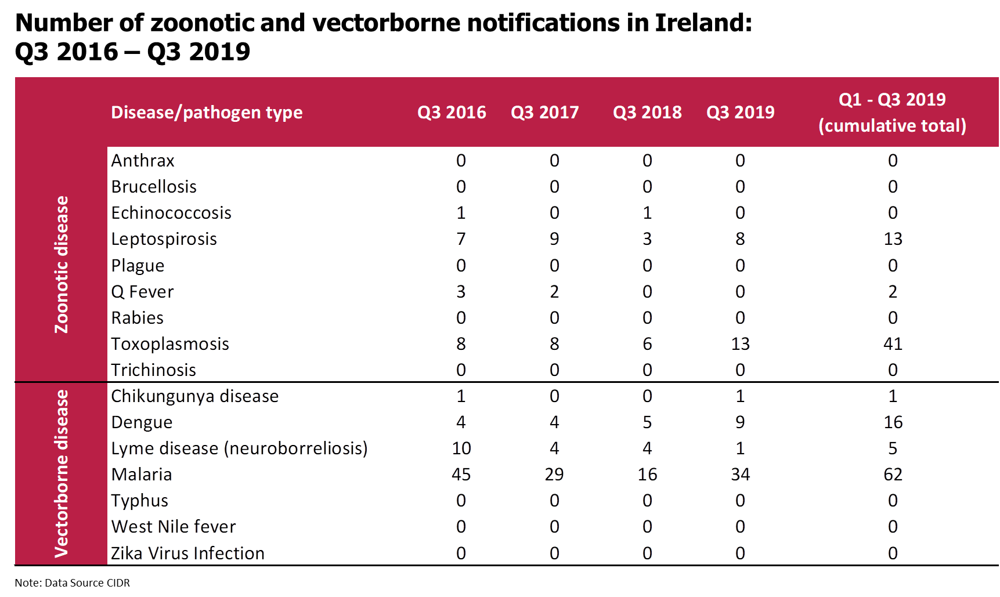 Number of zoonotic and vectorborne notifications in Ireland:
Q3 2016 – Q3 2019
Disease/pathogen type Q3 2016 Q3 2017 Q3 2018 Q3 2019 Q1 - Q3 2019
(cumulative total)
Zoonotic disease
Anthrax 0 0 0 0 0
Brucellosis 0 0 0 0 0
Echinococcosis 1 0 1 0 0
Leptospirosis 7 9 3 8 13
Plague 0 0 0 0 0
Q Fever 3 2 0 0 2
Rabies 0 0 0 0 0
Toxoplasmosis 8 8 6 13 41
Trichinosis 0 0 0 0 0
Vectorborne disease
Chikungunya disease 1 0 0 1 1
Dengue 4 4 5 9 16
Lyme disease (neuroborreliosis) 10 4 4 1 5
Malaria 45 29 16 34 62
Typhus 0 0 0 0 0
West Nile fever 0 0 0 0 0
Zika Virus Infection 0 0 0 0 0
Note: Data Source CIDR